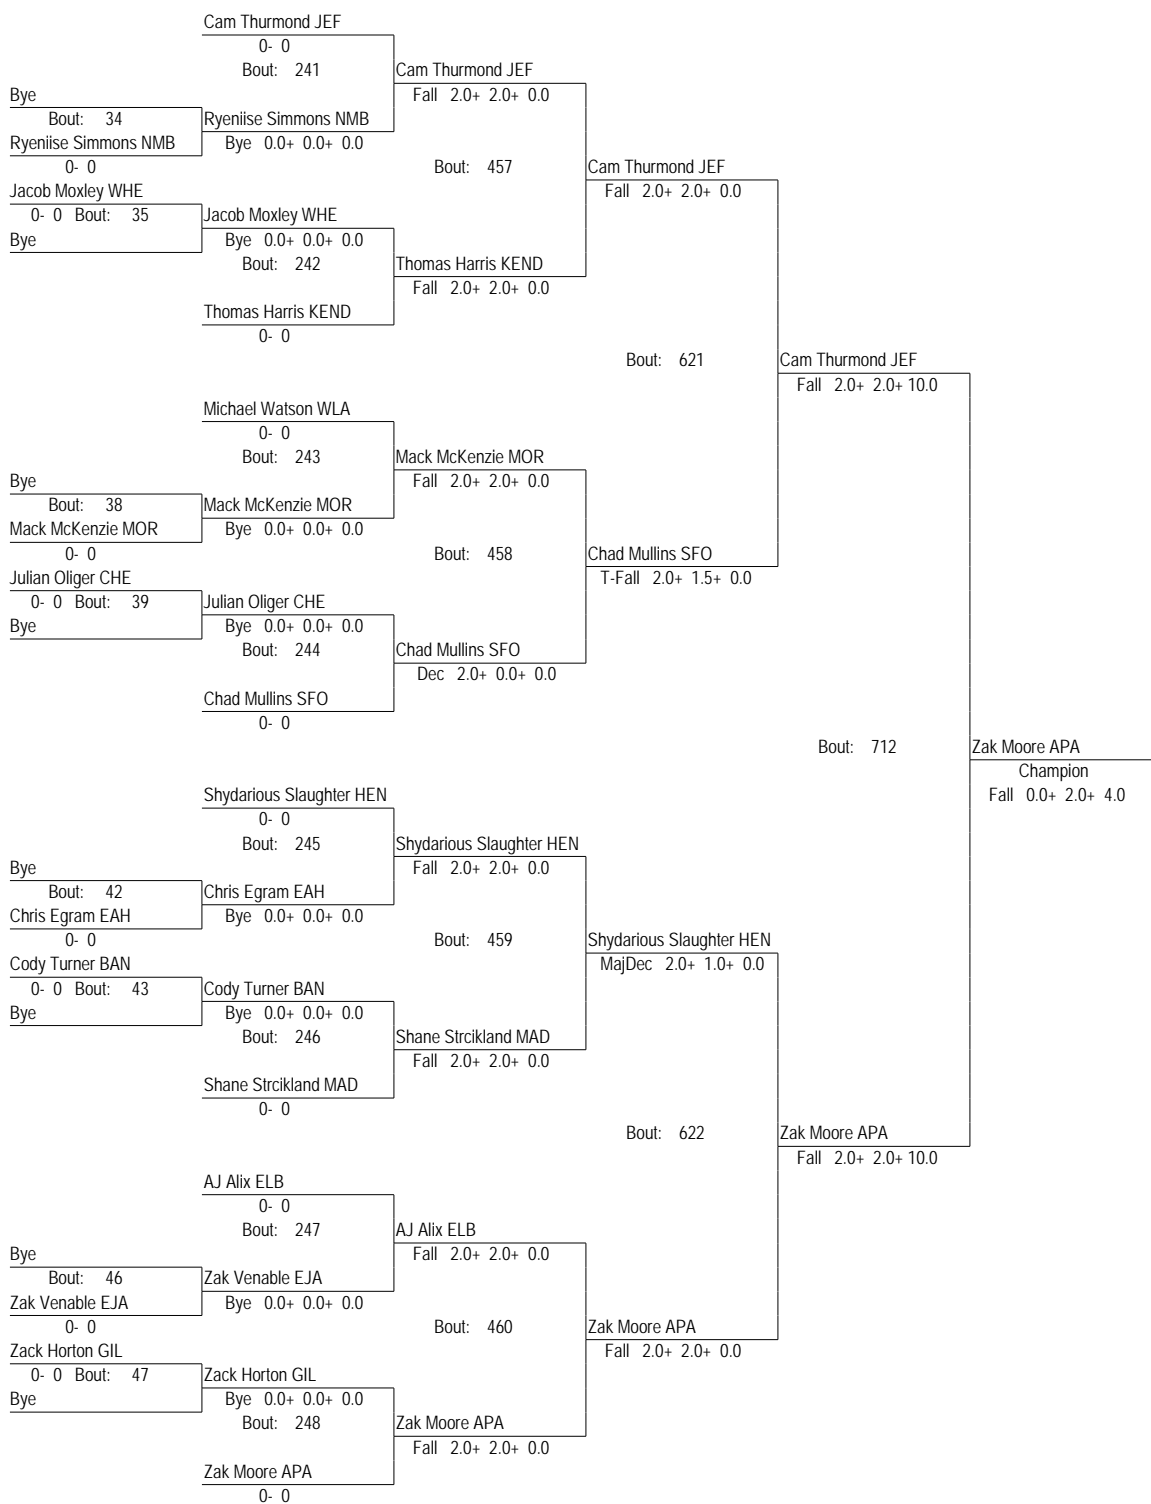 Cam Thurmond JEF
0- 0
Bout: 241
Cam Thurmond JEF
Bye
Fall 2.0+ 2.0+ 0.0
Bout: 34
Ryeniise Simmons NMB
Ryeniise Simmons NMB
Bye 0.0+ 0.0+ 0.0
0- 0
Bout: 457
Cam Thurmond JEF
Jacob Moxley WHE
Fall 2.0+ 2.0+ 0.0
0- 0 Bout: 35
Jacob Moxley WHE
Bye
Bye 0.0+ 0.0+ 0.0
Bout: 242
Thomas Harris KEND
Fall 2.0+ 2.0+ 0.0
Thomas Harris KEND
0- 0
Bout: 621
Cam Thurmond JEF
Fall 2.0+ 2.0+ 10.0
Michael Watson WLA
0- 0
Bout: 243
Mack McKenzie MOR
Bye
Fall 2.0+ 2.0+ 0.0
Bout: 38
Mack McKenzie MOR
Mack McKenzie MOR
Bye 0.0+ 0.0+ 0.0
0- 0
Bout: 458
Chad Mullins SFO
Julian Oliger CHE
T-Fall 2.0+ 1.5+ 0.0
0- 0 Bout: 39
Julian Oliger CHE
Bye
Bye 0.0+ 0.0+ 0.0
Bout: 244
Chad Mullins SFO
Dec 2.0+ 0.0+ 0.0
Chad Mullins SFO
0- 0
Bout: 712
Zak Moore APA
Champion
Fall 0.0+ 2.0+ 4.0
Shydarious Slaughter HEN
0- 0
Bout: 245
Shydarious Slaughter HEN
Bye
Fall 2.0+ 2.0+ 0.0
Bout: 42
Chris Egram EAH
Chris Egram EAH
Bye 0.0+ 0.0+ 0.0
0- 0
Bout: 459
Shydarious Slaughter HEN
Cody Turner BAN
MajDec 2.0+ 1.0+ 0.0
0- 0 Bout: 43
Cody Turner BAN
Bye
Bye 0.0+ 0.0+ 0.0
Bout: 246
Shane Strcikland MAD
Fall 2.0+ 2.0+ 0.0
Shane Strcikland MAD
0- 0
Bout: 622
Zak Moore APA
Fall 2.0+ 2.0+ 10.0
AJ Alix ELB
0- 0
Bout: 247
AJ Alix ELB
Bye
Fall 2.0+ 2.0+ 0.0
Bout: 46
Zak Venable EJA
Zak Venable EJA
Bye 0.0+ 0.0+ 0.0
0- 0
Bout: 460
Zak Moore APA
Zack Horton GIL
Fall 2.0+ 2.0+ 0.0
0- 0 Bout: 47
Zack Horton GIL
Bye
Bye 0.0+ 0.0+ 0.0
Bout: 248
Zak Moore APA
Fall 2.0+ 2.0+ 0.0
Zak Moore APA
0- 0